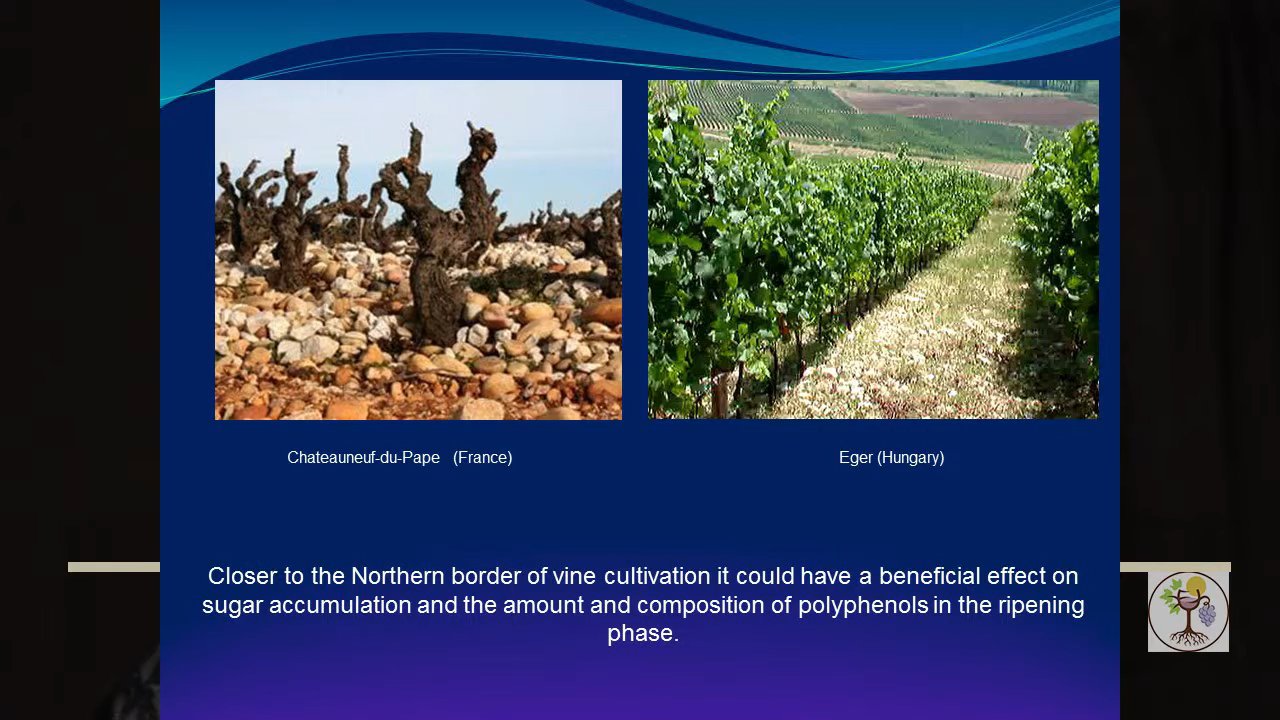 Chateauneuf-du-Pape (France)
Eger (Hungary)
Closer to the Northern border of vine cultivation it could have a beneficial effect on
sugar accumulation and the amount and composition of polyphenols in the ripening
phase.